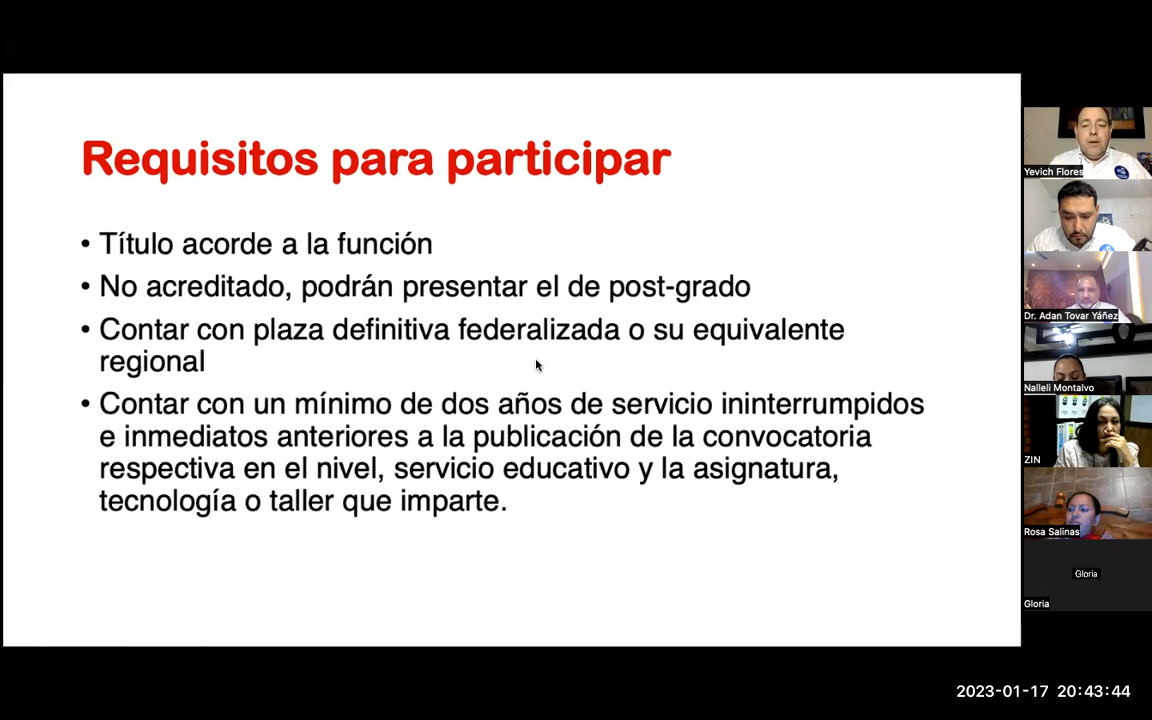 Requisitos para participar
• Título acorde a la función
• No acreditado, podrán presentar el de post-grado
• Contar con plaza definitiva federalizada o su equivalente
regional
• Contar con un mínimo de dos años de servicio ininterrumpidos
e inmediatos anteriores a la publicación de la convocatoria
respectiva en el nivel, servicio educativo y la asignatura,
tecnología o taller que imparte.
Yevich Flores
Dr. Adan Tovar Yáñez
Nalleli Montalvo
ZIN
Rosa Salinas
Gloria
Gloria
2023-01-17 20:43:44